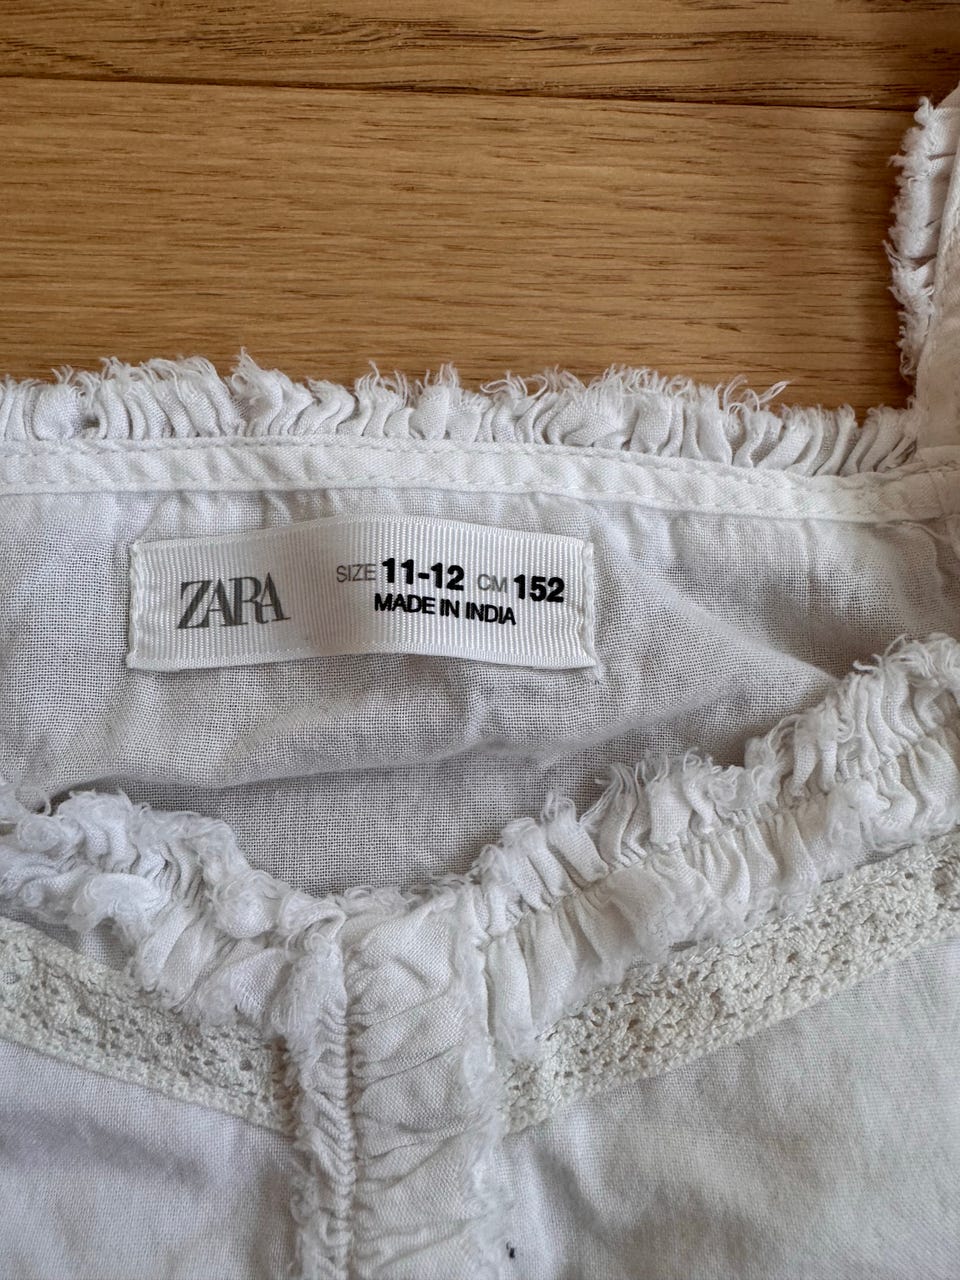 ZARA
SIZE 11-12 CM 152
MADE IN INDIA